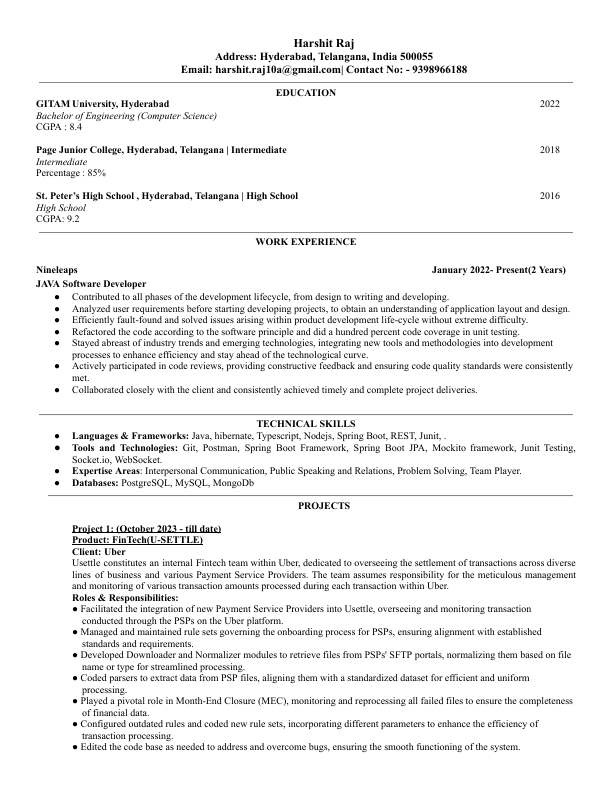 Harshit Raj
Address: Hyderabad, Telangana, India 500055
Email: harshit.raj10a@gmail.com| Contact No: - 9398966188
EDUCATION
GITAM University, Hyderabad 2022
Bachelor of Engineering (Computer Science)
CGPA : 8.4
Page Junior College, Hyderabad, Telangana | Intermediate 2018
Intermediate
Percentage : 85%
St. Peter's High School , Hyderabad, Telangana | High School 2016
High School
CGPA: 9.2
WORK EXPERIENCE
Nineleaps January 2022- Present(2 Years)
JAVA Software Developer
● Contributed to all phases of the development lifecycle, from design to writing and developing.
● Analyzed user requirements before starting developing projects, to obtain an understanding of application layout and design.
● Efficiently fault-found and solved issues arising within product development life-cycle without extreme difficulty.
● Refactored the code according to the software principle and did a hundred percent code coverage in unit testing.
● Stayed abreast of industry trends and emerging technologies, integrating new tools and methodologies into development
processes to enhance efficiency and stay ahead of the technological curve.
● Actively participated in code reviews, providing constructive feedback and ensuring code quality standards were consistently
met.
● Collaborated closely with the client and consistently achieved timely and complete project deliveries.
TECHNICAL SKILLS
● Languages & Frameworks: Java, hibernate, Typescript, Nodejs, Spring Boot, REST, Junit, .
● Tools and Technologies: Git, Postman, Spring Boot Framework, Spring Boot JPA, Mockito framework, Junit Testing,
Socket.io, WebSocket.
● Expertise Areas: Interpersonal Communication, Public Speaking and Relations, Problem Solving, Team Player.
● Databases: PostgreSQL, MySQL, MongoDb
PROJECTS
Project 1: (October 2023 - till date)
Product: FinTech(U-SETTLE)
Client: Uber
Usettle constitutes an internal Fintech team within Uber, dedicated to overseeing the settlement of transactions across diverse
lines of business and various Payment Service Providers. The team assumes responsibility for the meticulous management
and monitoring of various transaction amounts processed during each transaction within Uber.
Roles & Responsibilities:
● Facilitated the integration of new Payment Service Providers into Usettle, overseeing and monitoring transaction
conducted through the PSPs on the Uber platform.
● Managed and maintained rule sets governing the onboarding process for PSPs, ensuring alignment with established
standards and requirements.
● Developed Downloader and Normalizer modules to retrieve files from PSPs' SFTP portals, normalizing them based on file
name or type for streamlined processing.
● Coded parsers to extract data from PSP files, aligning them with a standardized dataset for efficient and uniform
processing.
● Played a pivotal role in Month-End Closure (MEC), monitoring and reprocessing all failed files to ensure the completeness
of financial data.
● Configured outdated rules and coded new rule sets, incorporating different parameters to enhance the efficiency of
transaction processing.
● Edited the code base as needed to address and overcome bugs, ensuring the smooth functioning of the system.